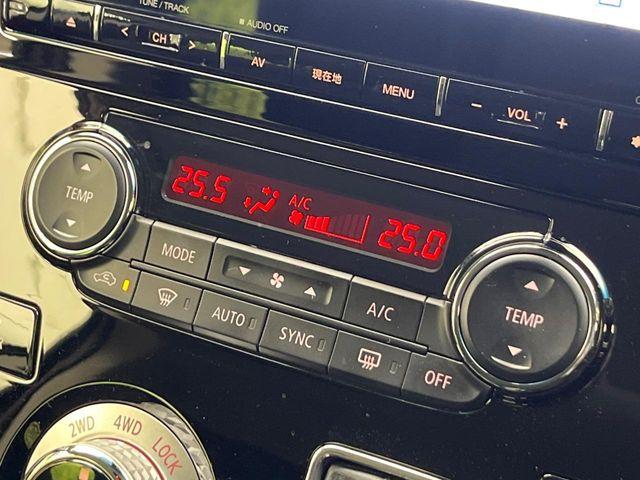 TUNE / TRACK
AUDIO OFF
< CH >
AV
現在地
MENU
− VOL +
TEMP
25.5
A/C
25.0
MODE
A/C
TEMP
AUTO
SYNC
OFF
2WD
4WD
LOCK